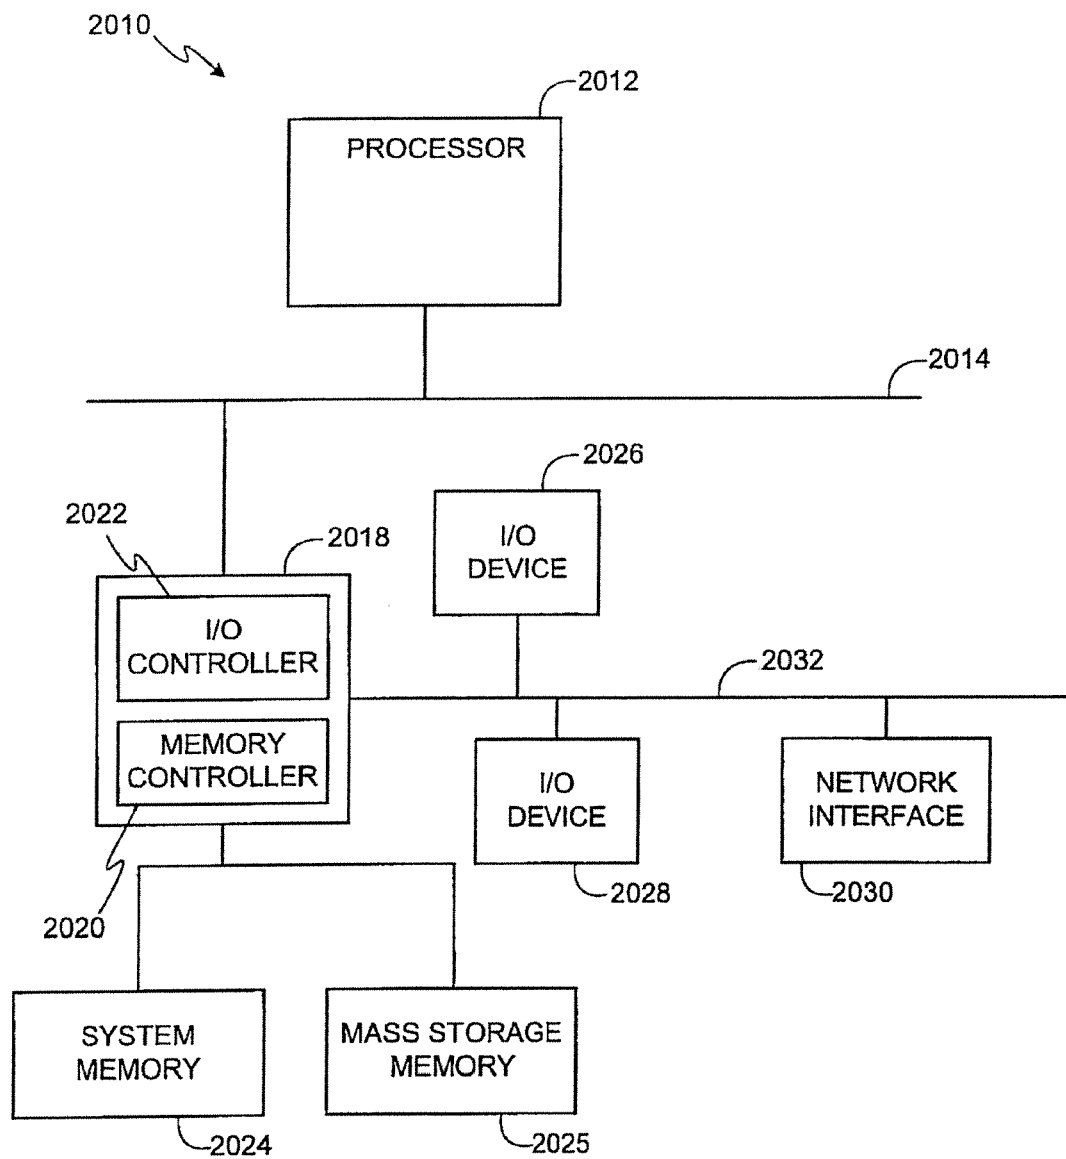 2010
2012
PROCESSOR
2014
2026
I/O
DEVICE
2022
2018
I/O
CONTROLLER
2032
MEMORY
CONTROLLER
I/O
DEVICE
NETWORK
INTERFACE
2028
2030
2020
SYSTEM
MEMORY
MASS STORAGE
MEMORY
2024
2025